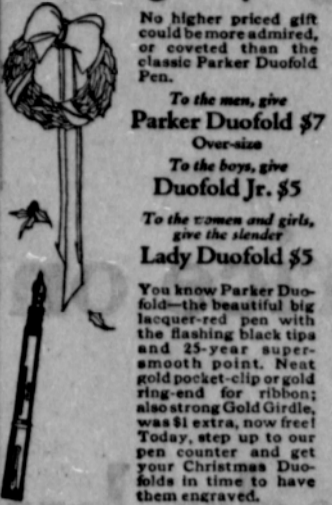 No higher priced gift
could be more admired,
or coveted than the
classic Parker Duofold
Pen.
To the men, give
Parker Duofold $7
Over-size
To the boys, give
Duofold Jr. $5
To the women and girls,
give the slender
Lady Duofold $5
You know Parker Duo-
fold—the beautiful big
lacquer-red pen with
the flashing black tips
and 25-year super-
smooth point. Neat
gold pocket-clip or gold
ring-end for ribbon;
also strong Gold Girdle,
was $1 extra, now free!
Today, step up to our
pen counter and get
your Christmas Duo-
folds in time to have
them engraved.